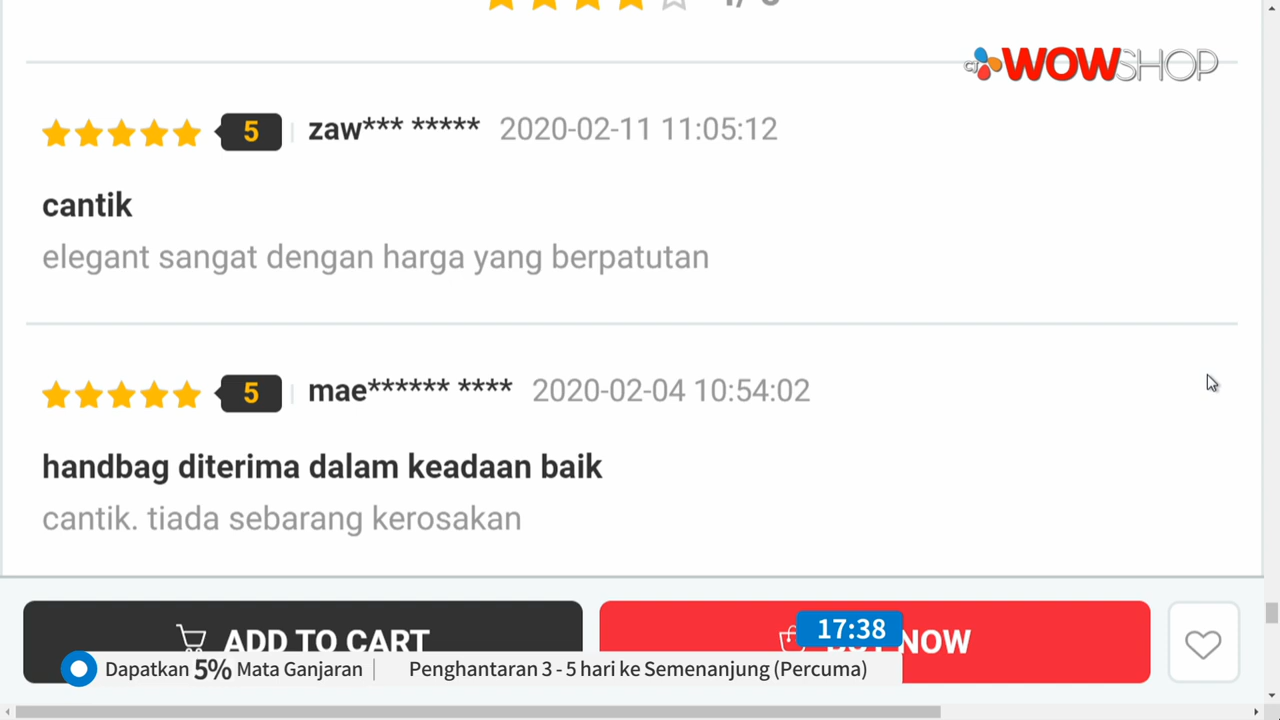 CJ WOWSHOP
5 zaw*** ***** 2020-02-11 11:05:12
cantik
elegant sangat dengan harga yang berpatutan
5 mae****** **** 2020-02-04 10:54:02
handbag diterima dalam keadaan baik
cantik. tiada sebarang kerosakan
ADD TO CART
NOW
17:38
Dapatkan 5% Mata Ganjaran | Penghantaran 3 - 5 hari ke Semenanjung (Percuma)